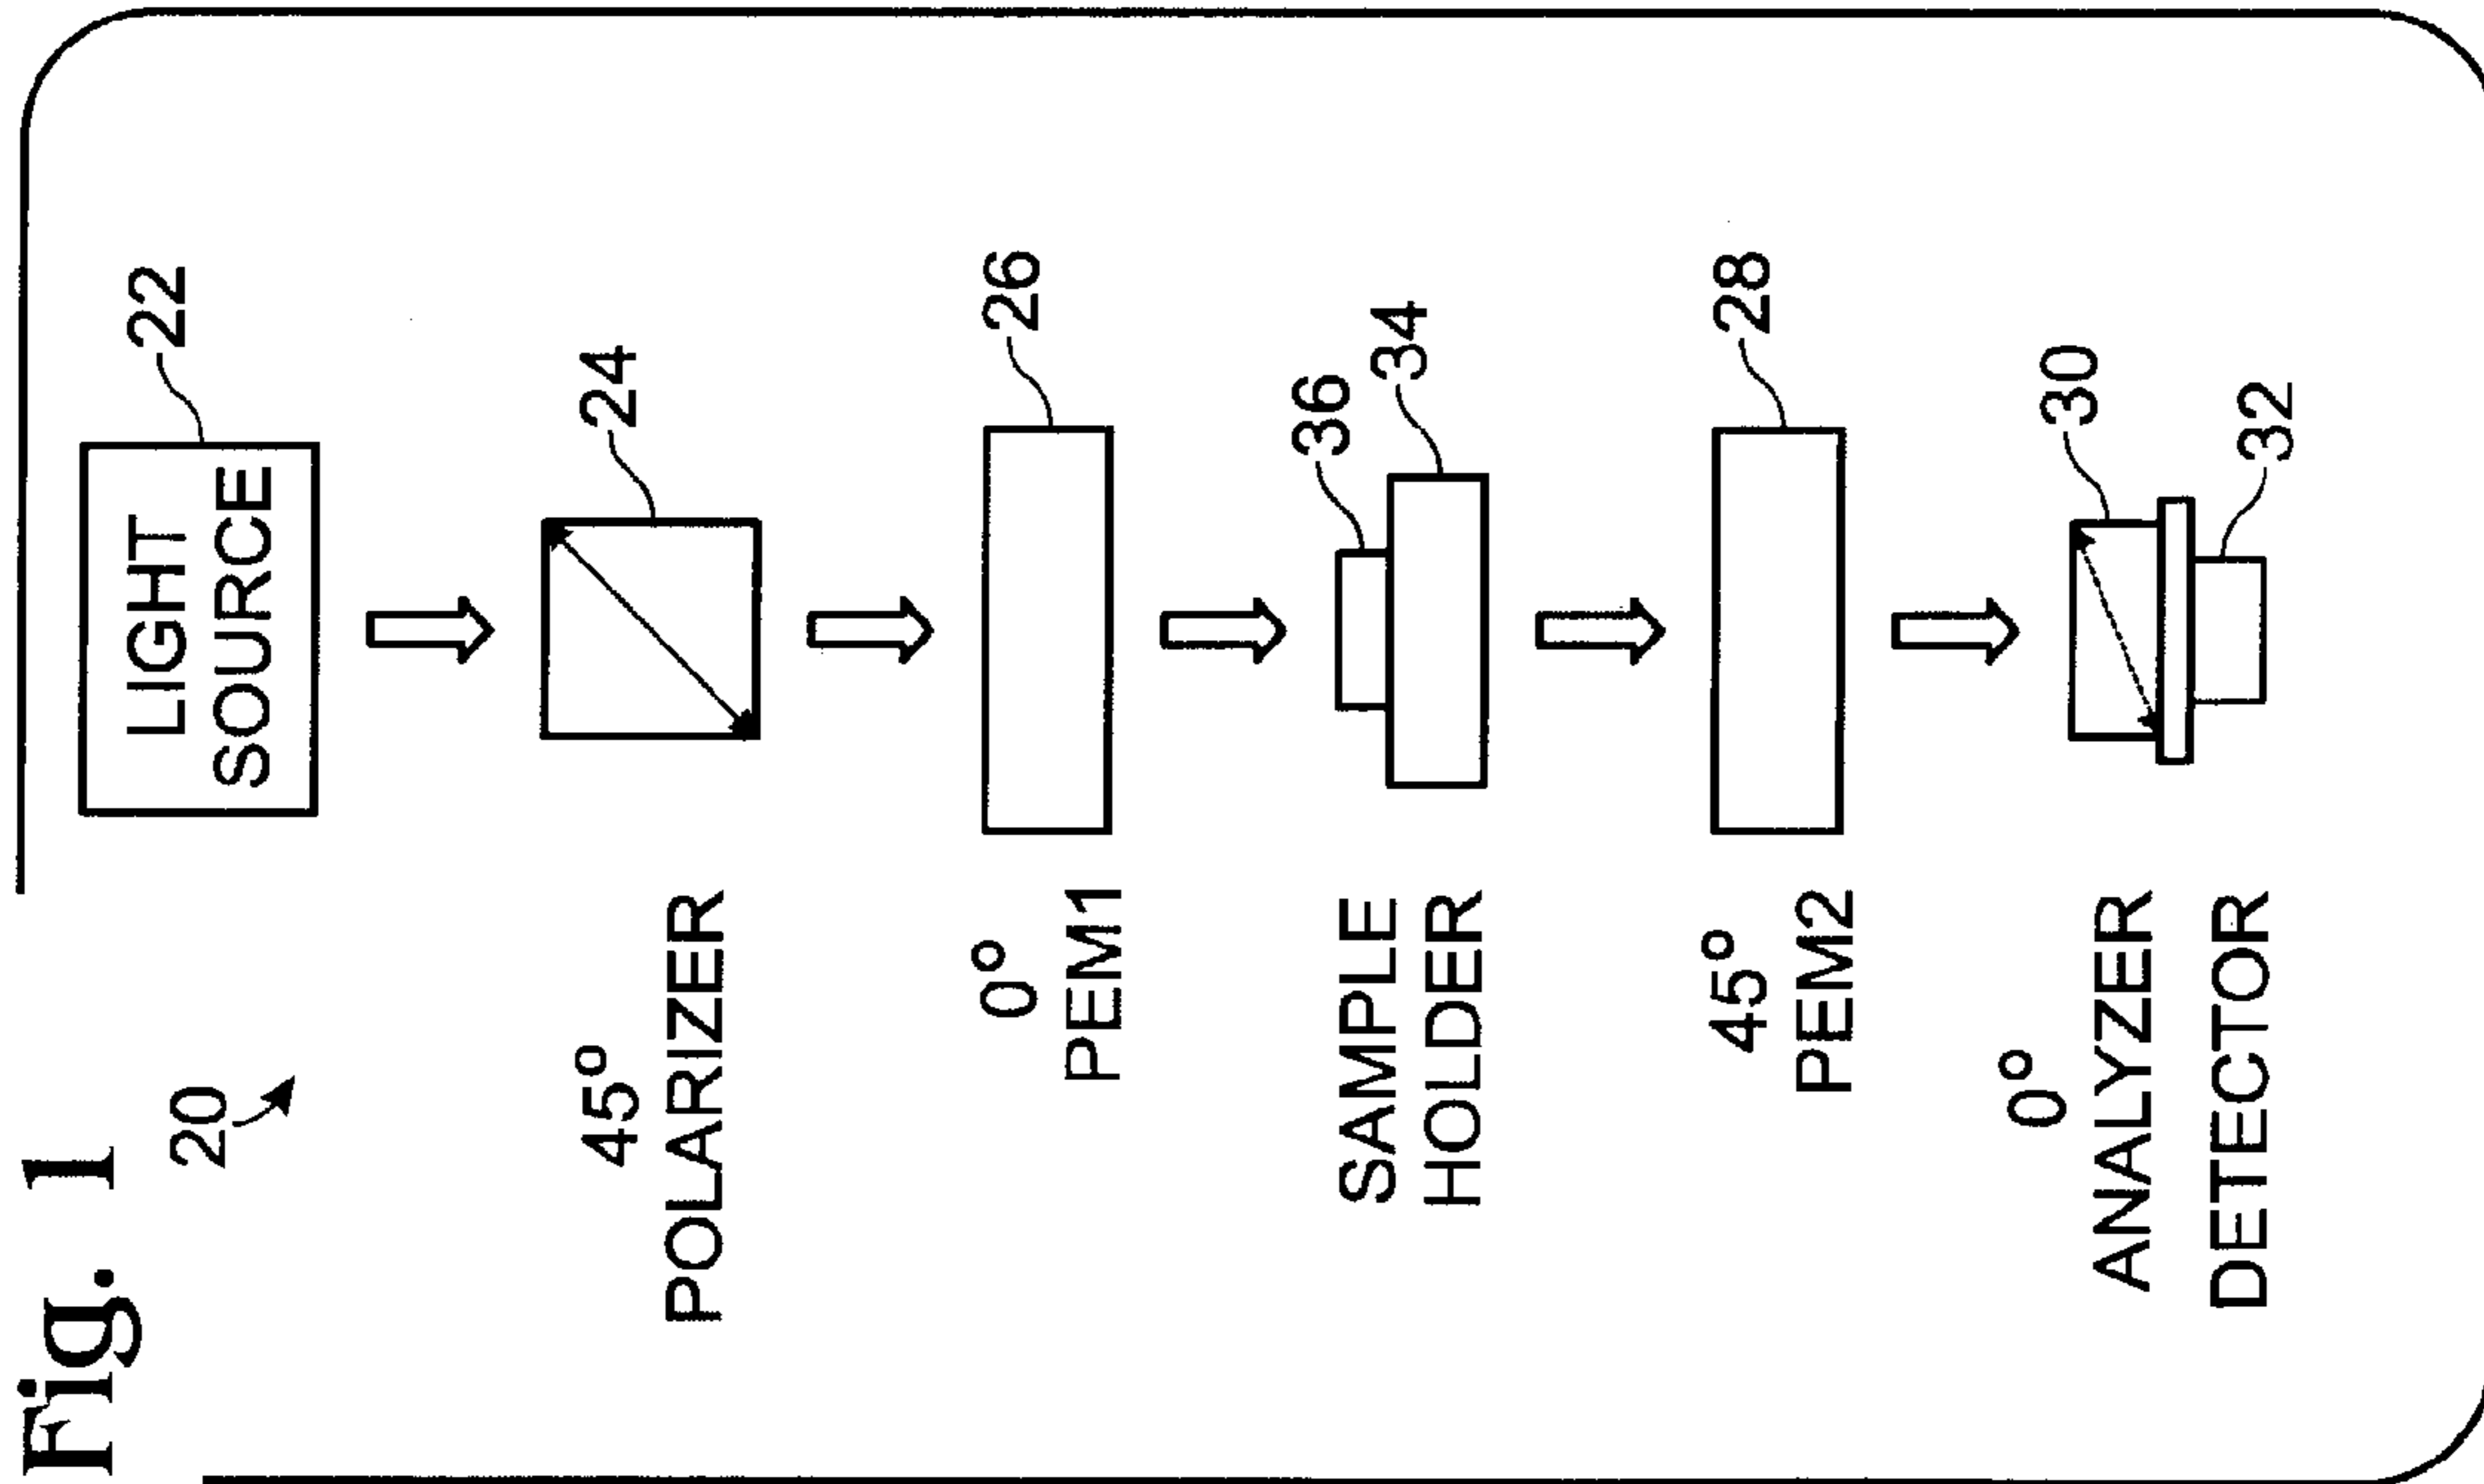 Fig. 1
20
LIGHT
SOURCE
22
45°
POLARIZER
24
0°
PEM1
26
SAMPLE
HOLDER
36
34
45°
PEM2
28
0°
ANALYZER
30
DETECTOR
32